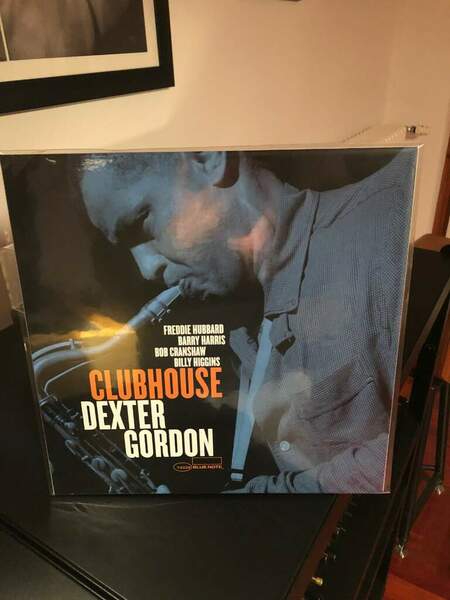 FREDDIE HUBBARD
BARRY HARRIS
BOB CRANSHAW
BILLY HIGGINS
CLUBHOUSE
DEXTER
GORDON
BLUE NOTE